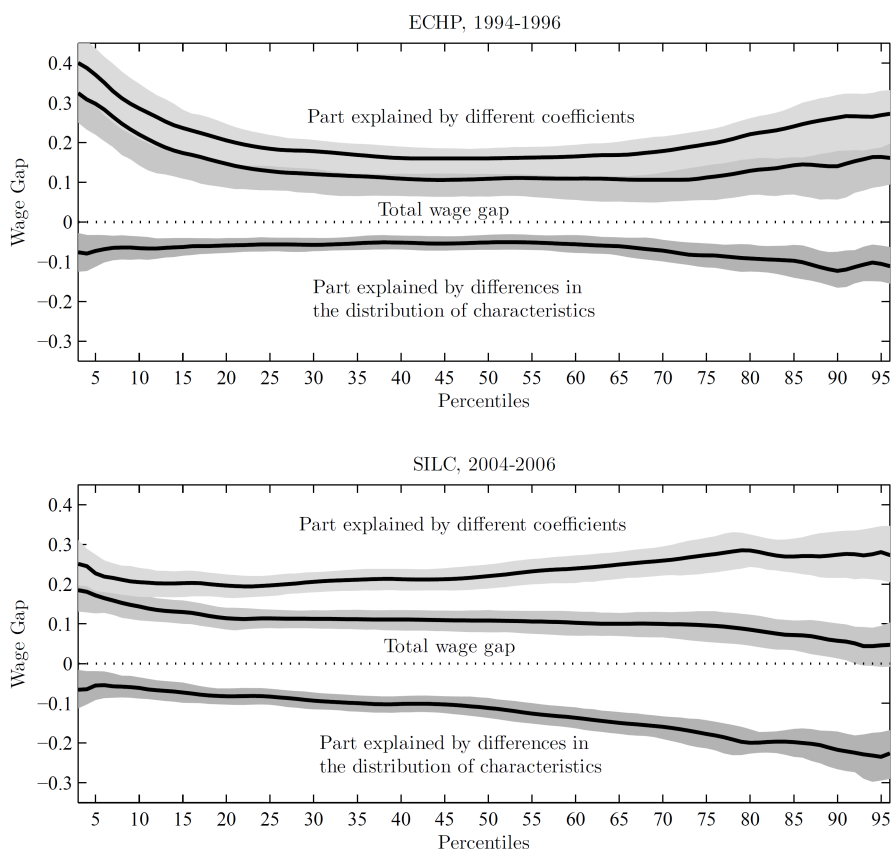 ECHP, 1994-1996
0.4
0.3
0.2
0.1
0
−0.1
−0.2
−0.3
Wage Gap
Part explained by different coefficients
Total wage gap
Part explained by differences in
the distribution of characteristics
5 10 15 20 25 30 35 40 45 50 55 60 65 70 75 80 85 90 95
Percentiles
SILC, 2004-2006
0.4
0.3
0.2
0.1
0
−0.1
−0.2
−0.3
Wage Gap
Part explained by different coefficients
Total wage gap
Part explained by differences in
the distribution of characteristics
5 10 15 20 25 30 35 40 45 50 55 60 65 70 75 80 85 90 95
Percentiles